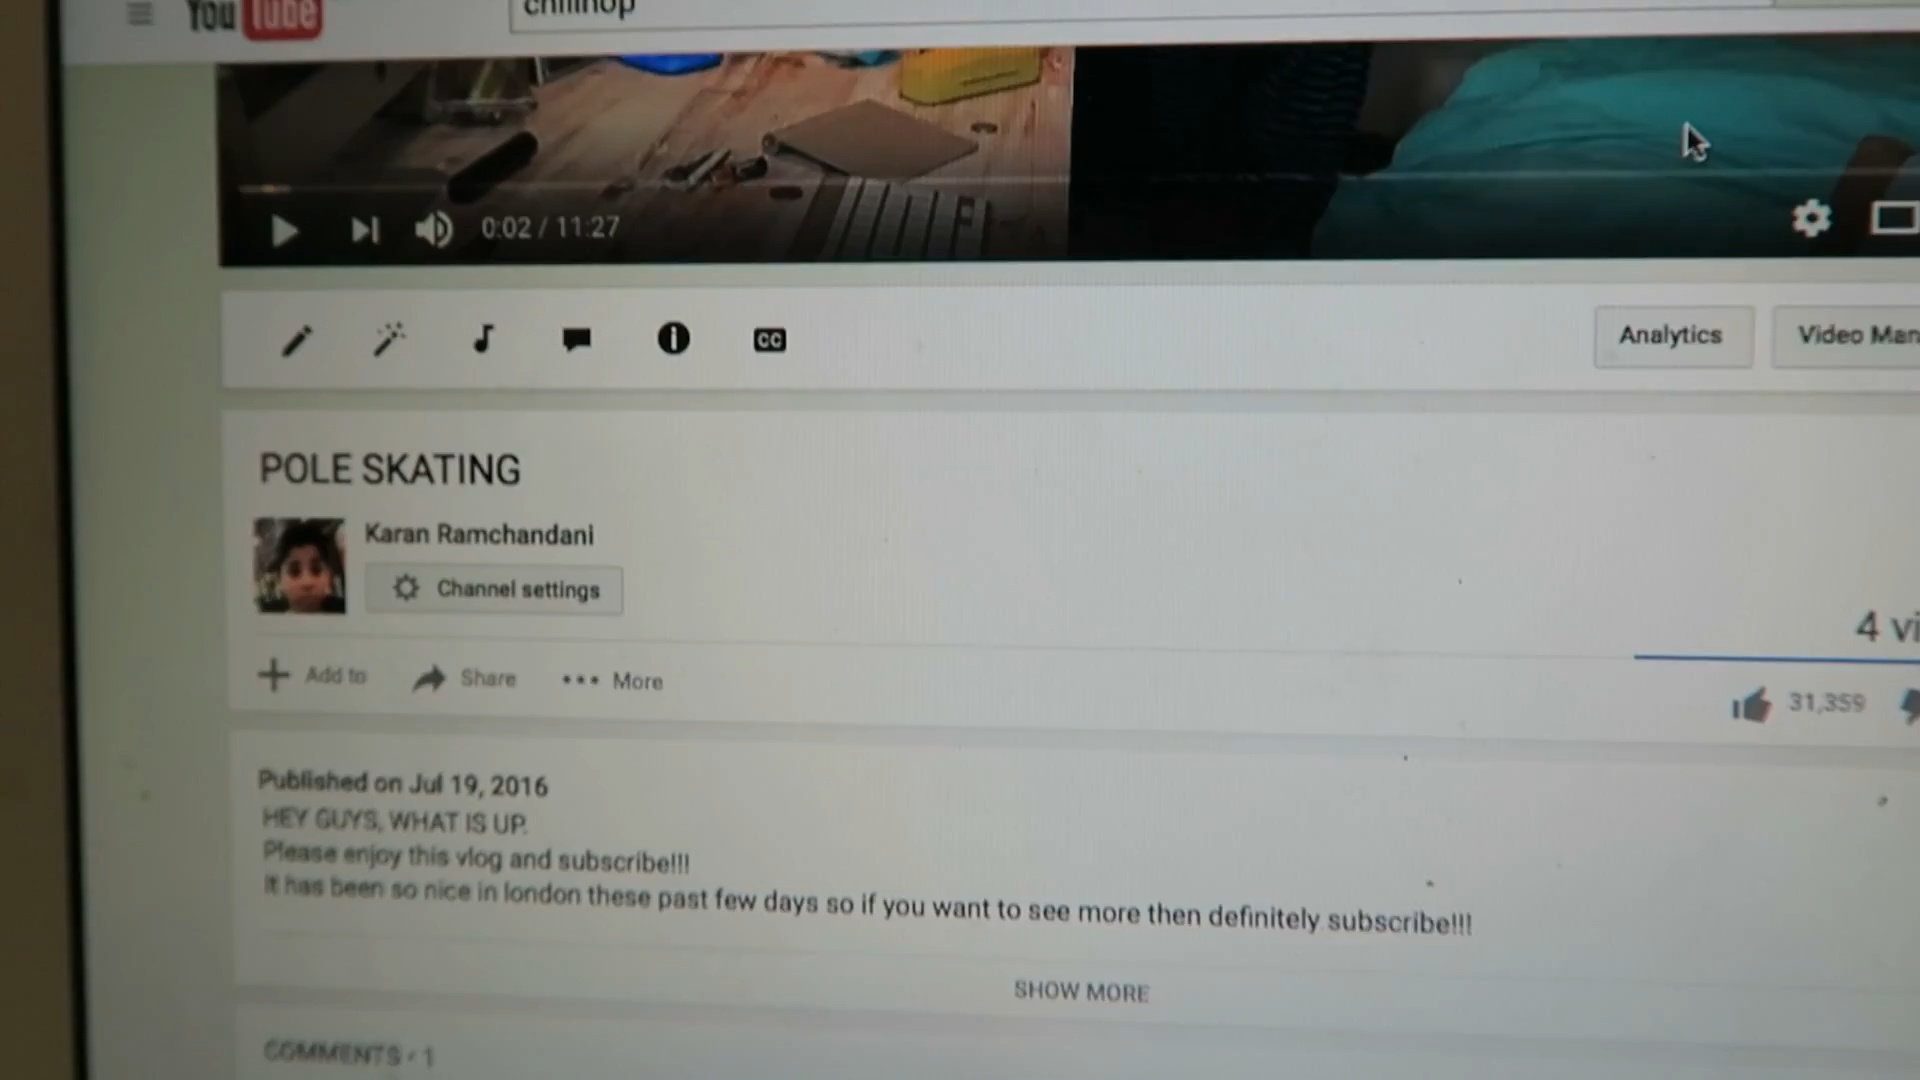 YouTube
chillhop
0:02 / 11:27
CC
Analytics
Video Man
POLE SKATING
Karan Ramchandani
Channel settings
Add to
Share
More
4 vi
31,359
Published on Jul 19, 2016
HEY GUYS, WHAT IS UP.
Please enjoy this vlog and subscribe!!!
It has been so nice in london these past few days so if you want to see more then definitely subscribe!!!
SHOW MORE
COMMENTS • 1